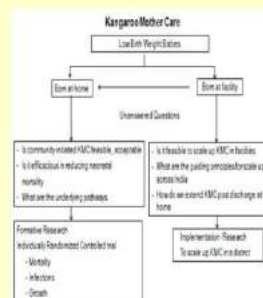 Kangaroo Mother Care
Low Birth Weight Babies
Born at home
Born at facility
Unanswered Questions
- Is community initiated KMC feasible, acceptable
- Is it efficacious in reducing neonatal
mortality
- What are the underlying pathways
- Is it feasible to scale up KMC in facilities
- What are the guiding principles for scale up
across India
- How do we extend KMC post discharge at
home
Formative Research
Individually Randomized Controlled trial
- Mortality
- Infections
- Growth
Implementation Research
To scale up KMC in a district